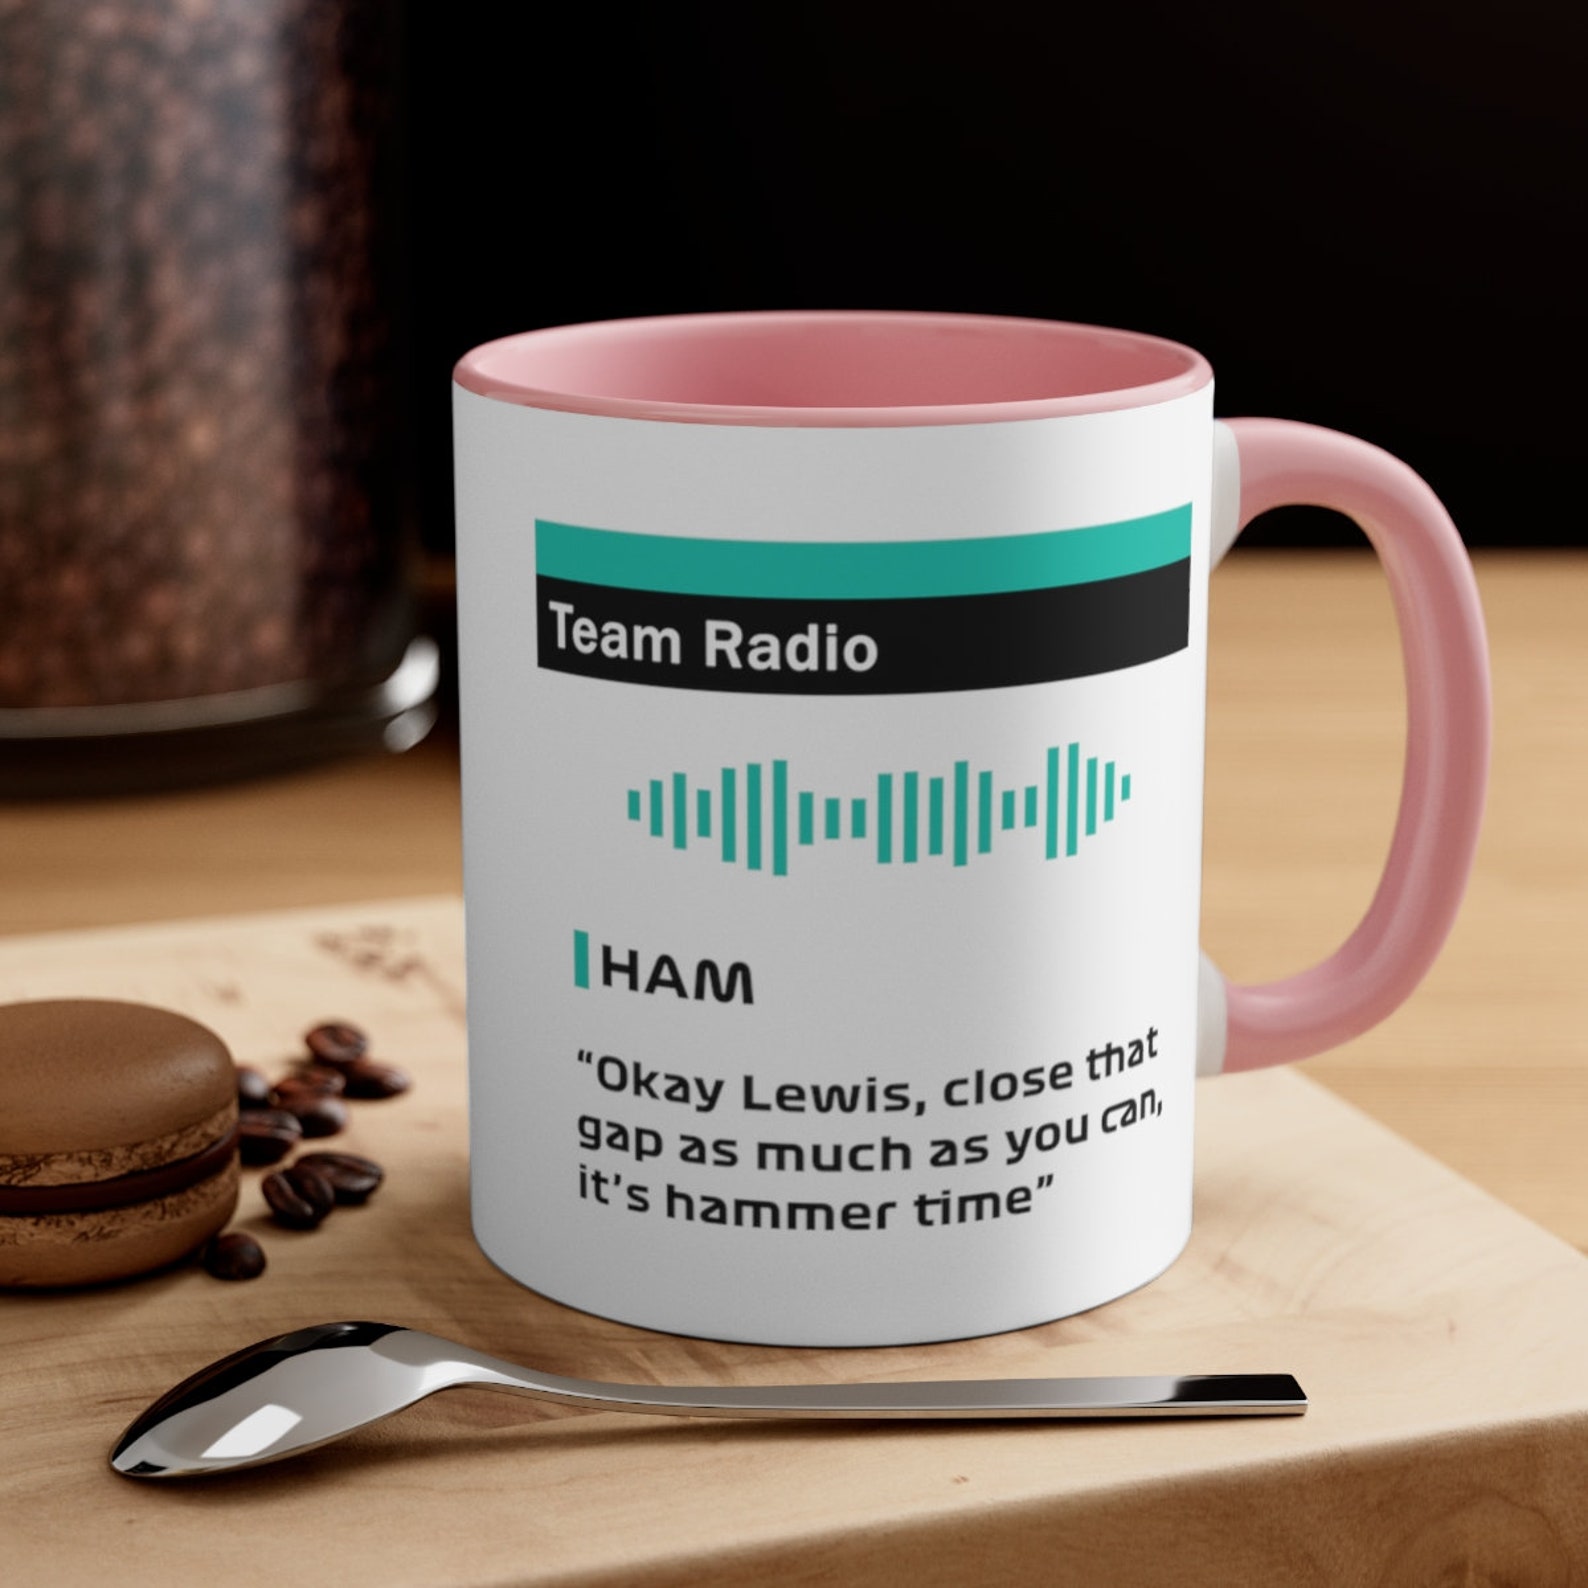 Team Radio
HAM
“Okay Lewis, close that
gap as much as you can,
it’s hammer time”